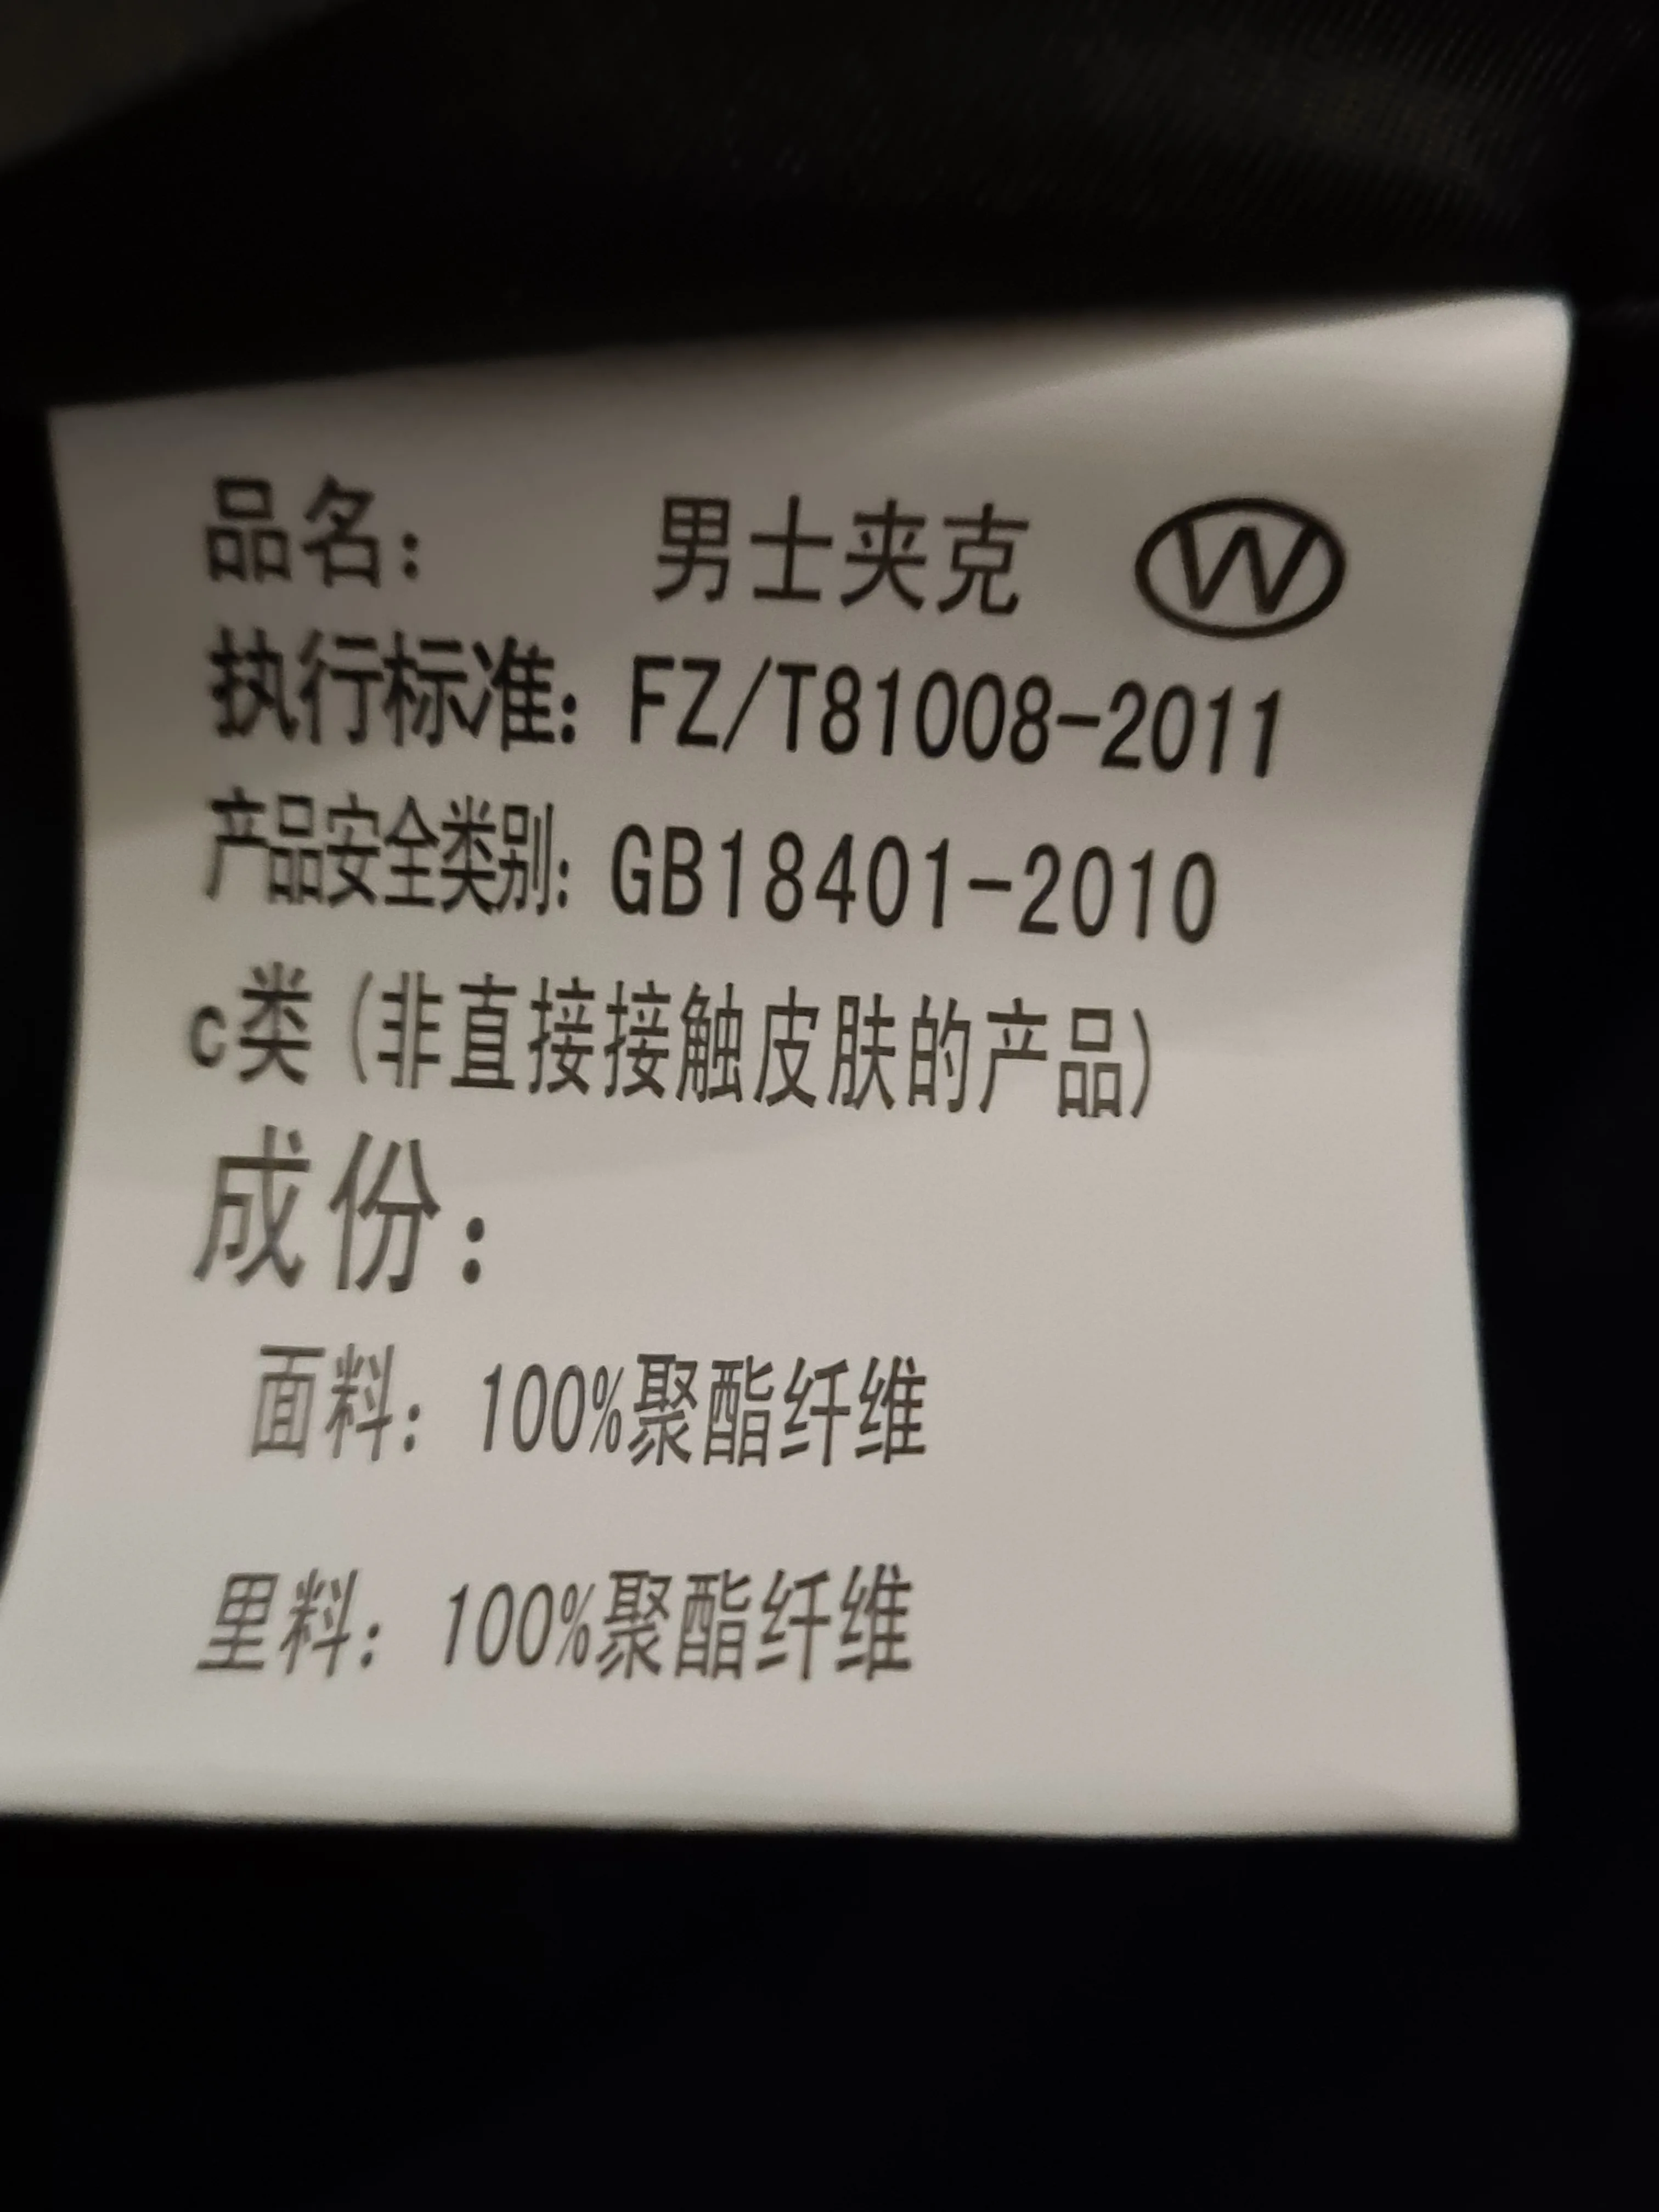 品名： 男士夹克 W
执行标准：FZ/T81008-2011
产品安全类别：GB18401-2010
c类(非直接接触皮肤的产品)
成份：
面料：100%聚酯纤维
里料：100%聚酯纤维